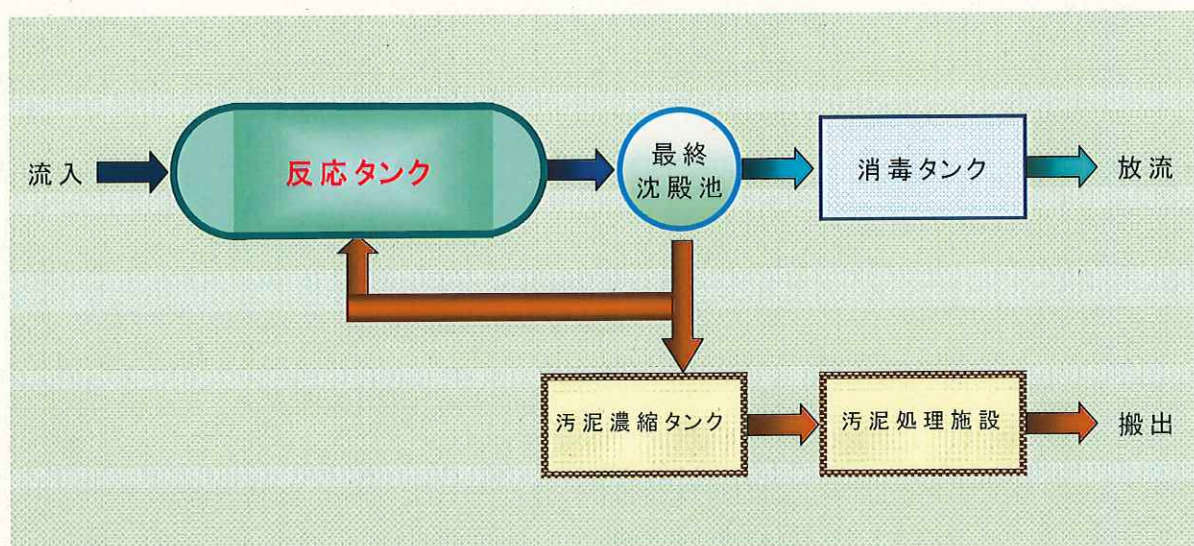 流入
反応タンク
最終
沈殿池
消毒タンク
放流
汚泥濃縮タンク
汚泥処理施設
搬出